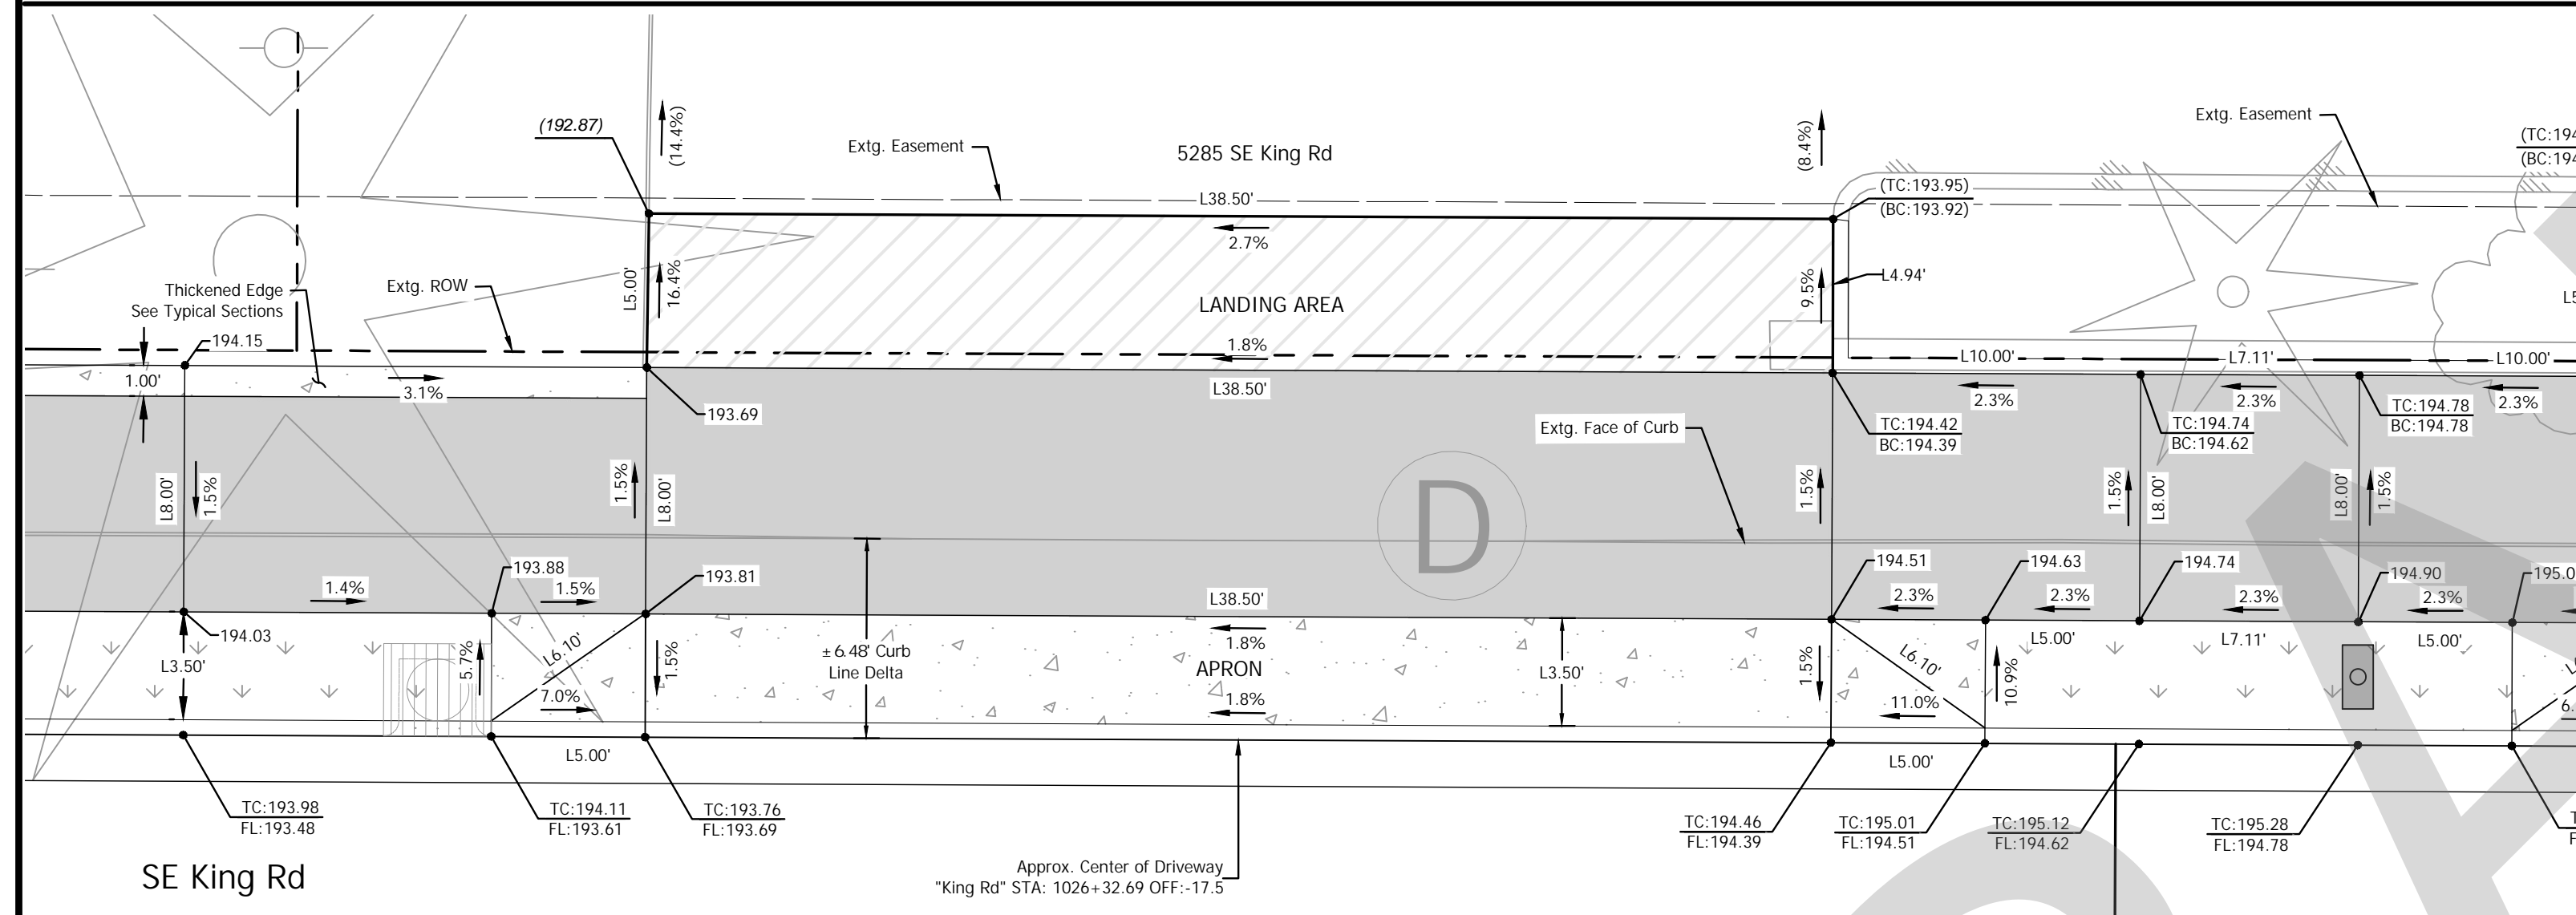 (192.87)
(14.4%)
Extg. Easement
5285 SE King Rd
(8.4%)
Extg. Easement
(TC:194
(BC:194
(TC:193.95)
(BC:193.92)
L38.50'
2.7%
Thickened Edge
See Typical Sections
Extg. ROW
L5.00'
16.4%
LANDING AREA
9.5%
L4.94'
L5
194.15
1.8%
L10.00'
L7.11'
L10.00'
1.00'
3.1%
L38.50'
2.3%
2.3%
2.3%
193.69
Extg. Face of Curb
TC:194.42
BC:194.39
TC:194.74
BC:194.62
TC:194.78
BC:194.78
L8.00'
1.5%
1.5%
L8.00'
D
1.5%
1.5%
L8.00'
L8.00'
1.5%
193.88
193.81
194.51
194.63
194.74
194.90
195.0
1.4%
1.5%
L38.50'
2.3%
2.3%
2.3%
2.3%
194.03
L3.50'
5.7%
L6.10'
7.0%
1.5%
±6.48' Curb
Line Delta
1.8%
APRON
1.8%
L3.50'
1.5%
L6.10'
11.0%
10.9%
L5.00'
L7.11'
L5.00'
6.
L5.00'
L5.00'
TC:193.98
FL:193.48
TC:194.11
FL:193.61
TC:193.76
FL:193.69
TC:194.46
FL:194.39
TC:195.01
FL:194.51
TC:195.12
FL:194.62
TC:195.28
FL:194.78
T
F
SE King Rd
Approx. Center of Driveway
"King Rd" STA: 1026+32.69 OFF:-17.5